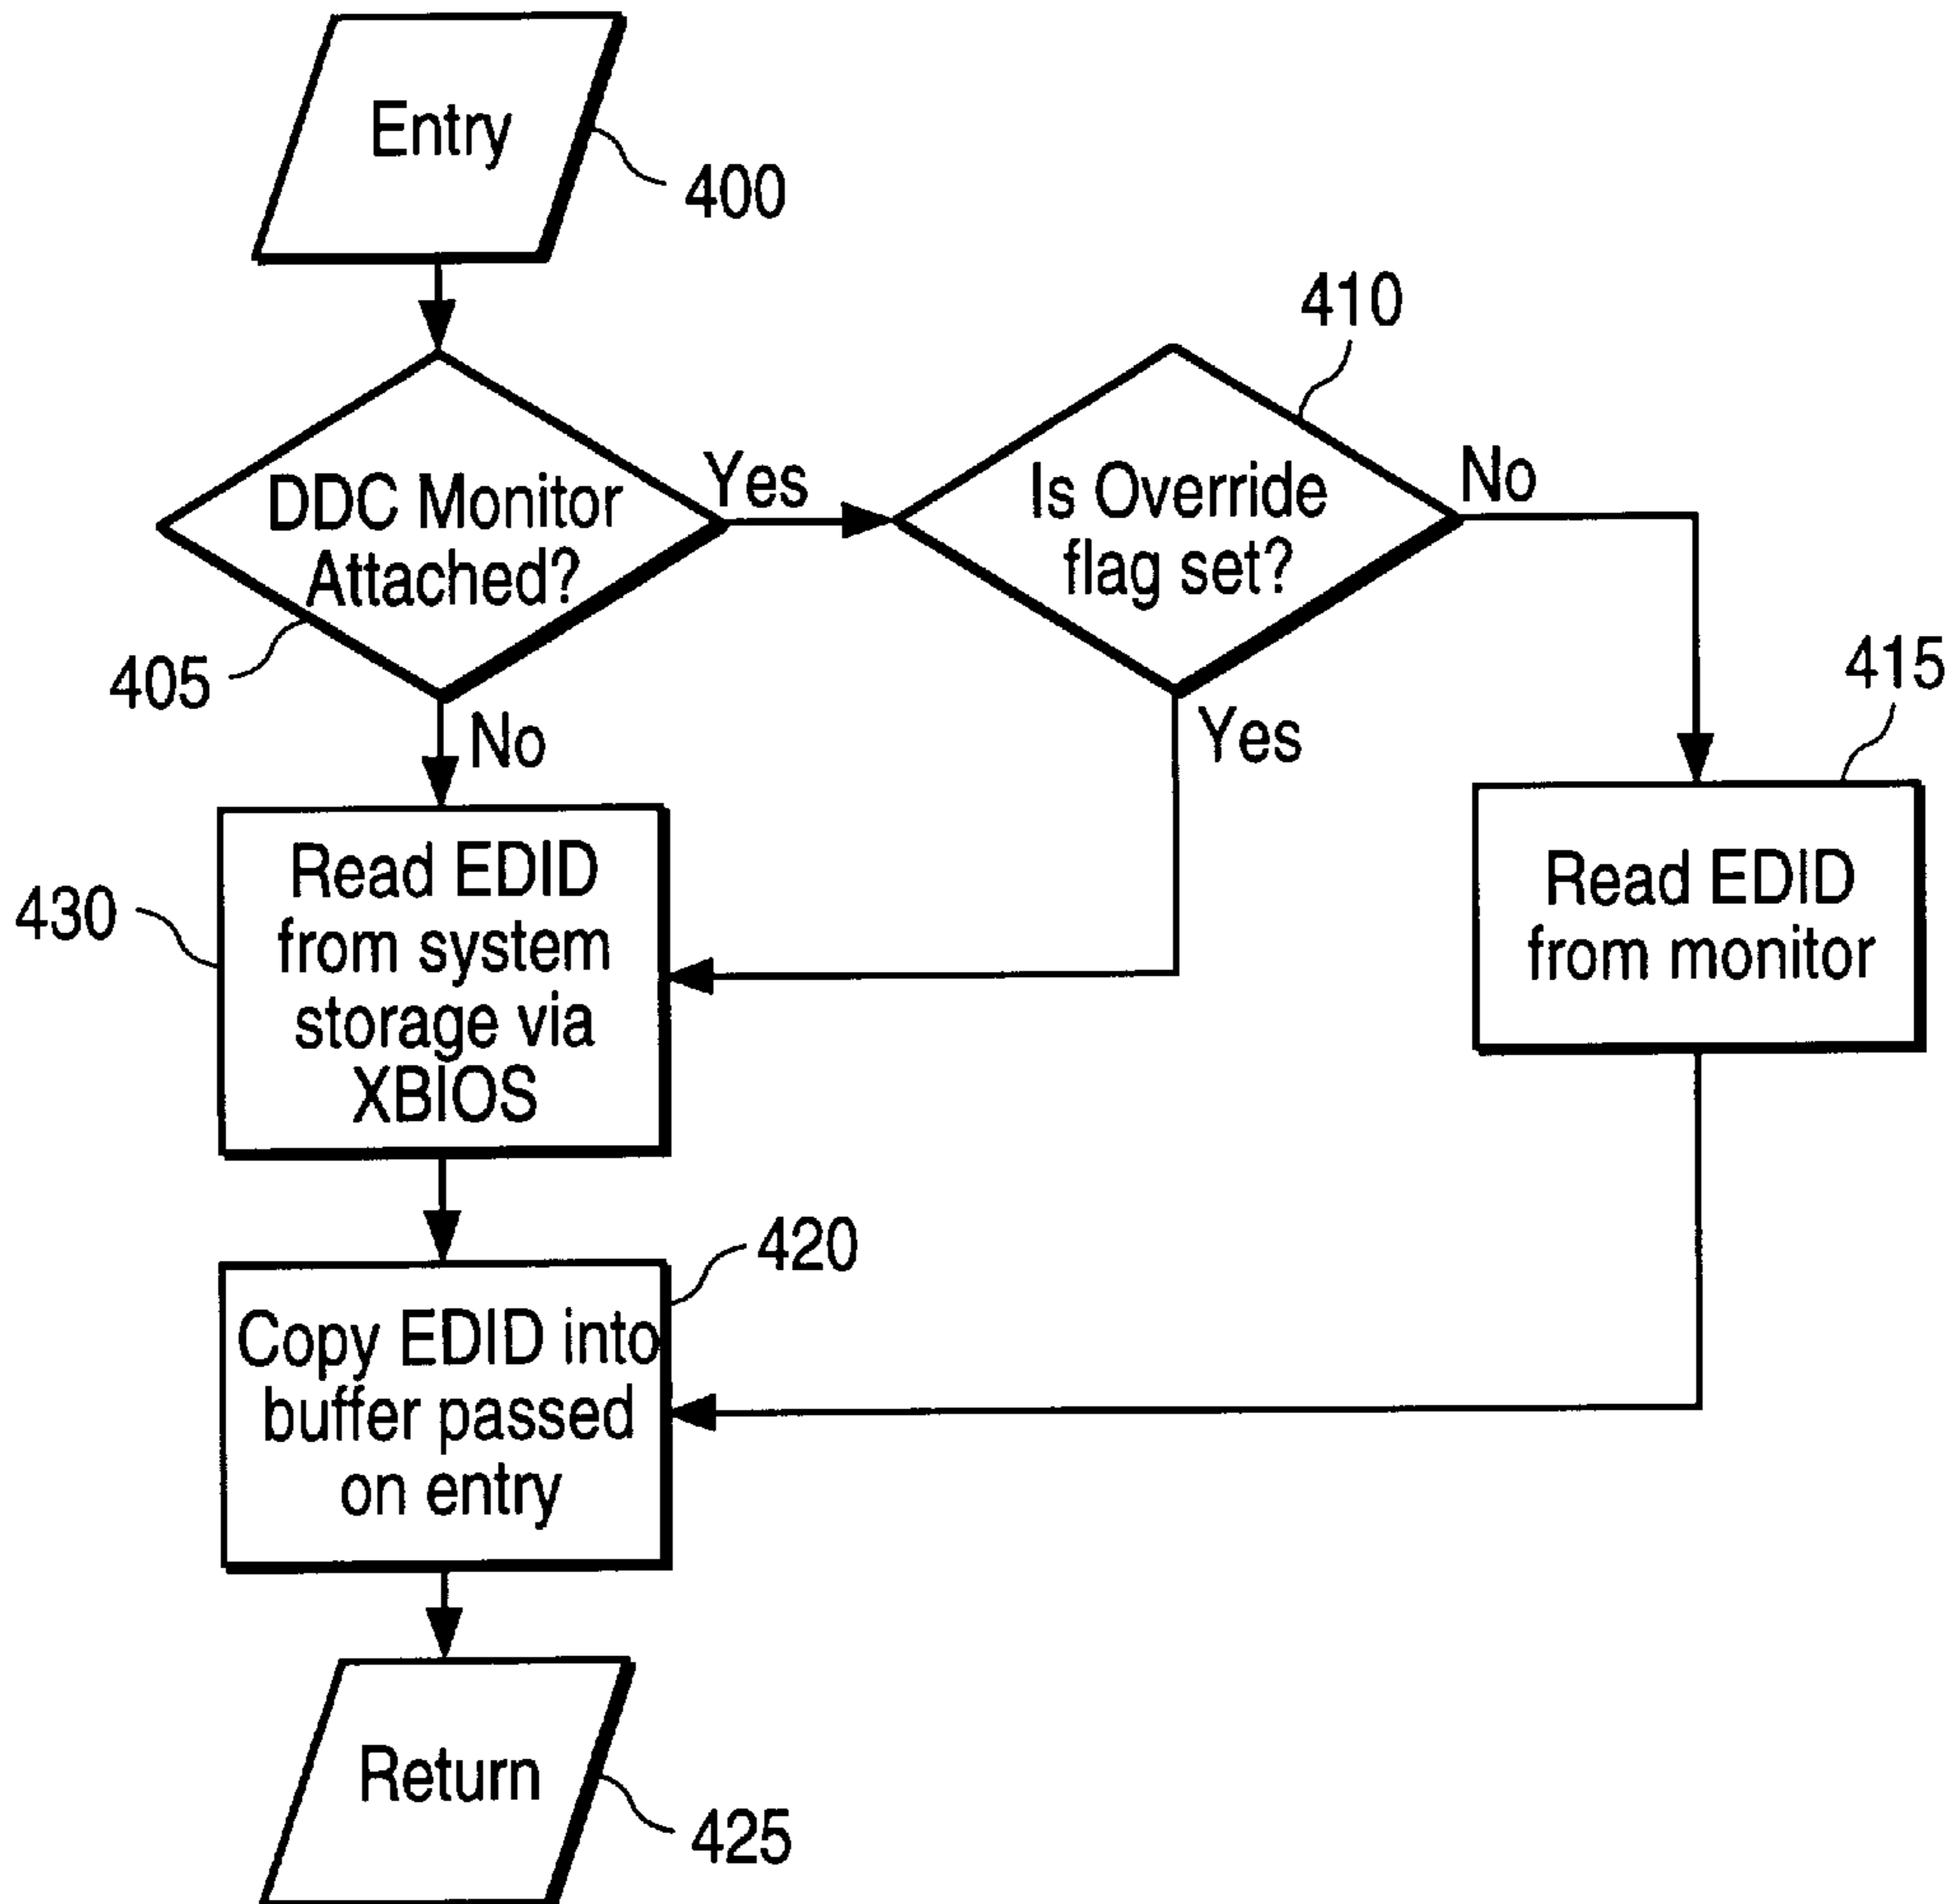 Entry
400
410
DDC Monitor
Attached?
Yes
Is Override
flag set?
No
405
415
No
Yes
Read EDID
from system
storage via
XBIOS
430
Read EDID
from monitor
420
Copy EDID into
buffer passed
on entry
Return
425